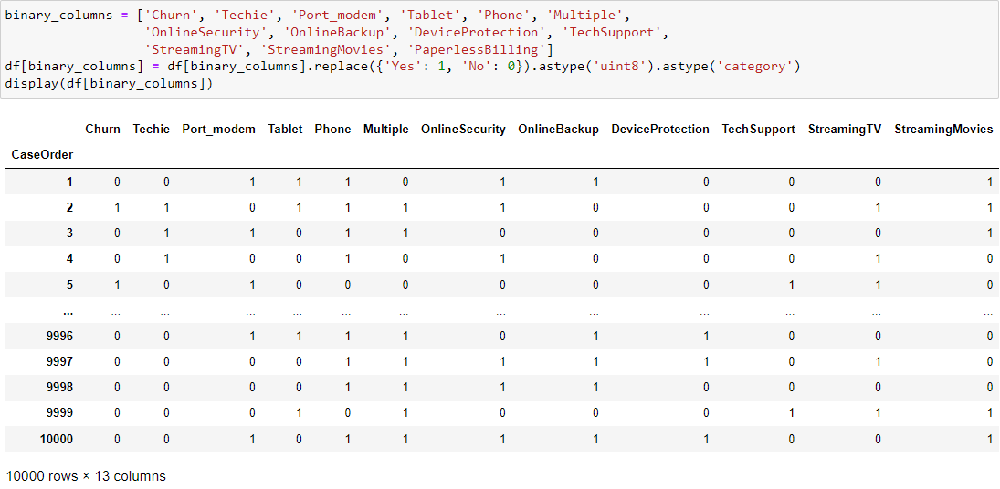 binary_columns = ['Churn', 'Techie', 'Port_modem', 'Tablet', 'Phone', 'Multiple',
'OnlineSecurity', 'OnlineBackup', 'DeviceProtection', 'TechSupport',
'StreamingTV', 'StreamingMovies', 'PaperlessBilling']
df[binary_columns] = df[binary_columns].replace({'Yes': 1, 'No': 0}).astype('uint8').astype('category')
display(df[binary_columns])
Churn Techie Port_modem Tablet Phone Multiple OnlineSecurity OnlineBackup DeviceProtection TechSupport StreamingTV StreamingMovies
CaseOrder
1 0 0 1 1 1 0 1 1 0 0 0 1
2 1 1 0 1 1 1 1 0 0 0 1 1
3 0 1 1 0 1 1 0 0 0 0 0 1
4 0 1 0 0 1 0 1 0 0 0 1 0
5 1 0 1 0 0 0 0 0 0 1 1 0
... ... ... ... ... ... ... ... ... ... ... ... ...
9996 0 0 1 1 1 1 0 1 1 0 0 0
9997 0 0 0 0 1 1 1 1 1 0 1 0
9998 0 0 0 0 1 1 1 1 0 0 0 0
9999 0 0 0 1 0 1 0 0 0 1 1 1
10000 0 0 1 0 1 1 1 1 1 0 0 1
10000 rows × 13 columns